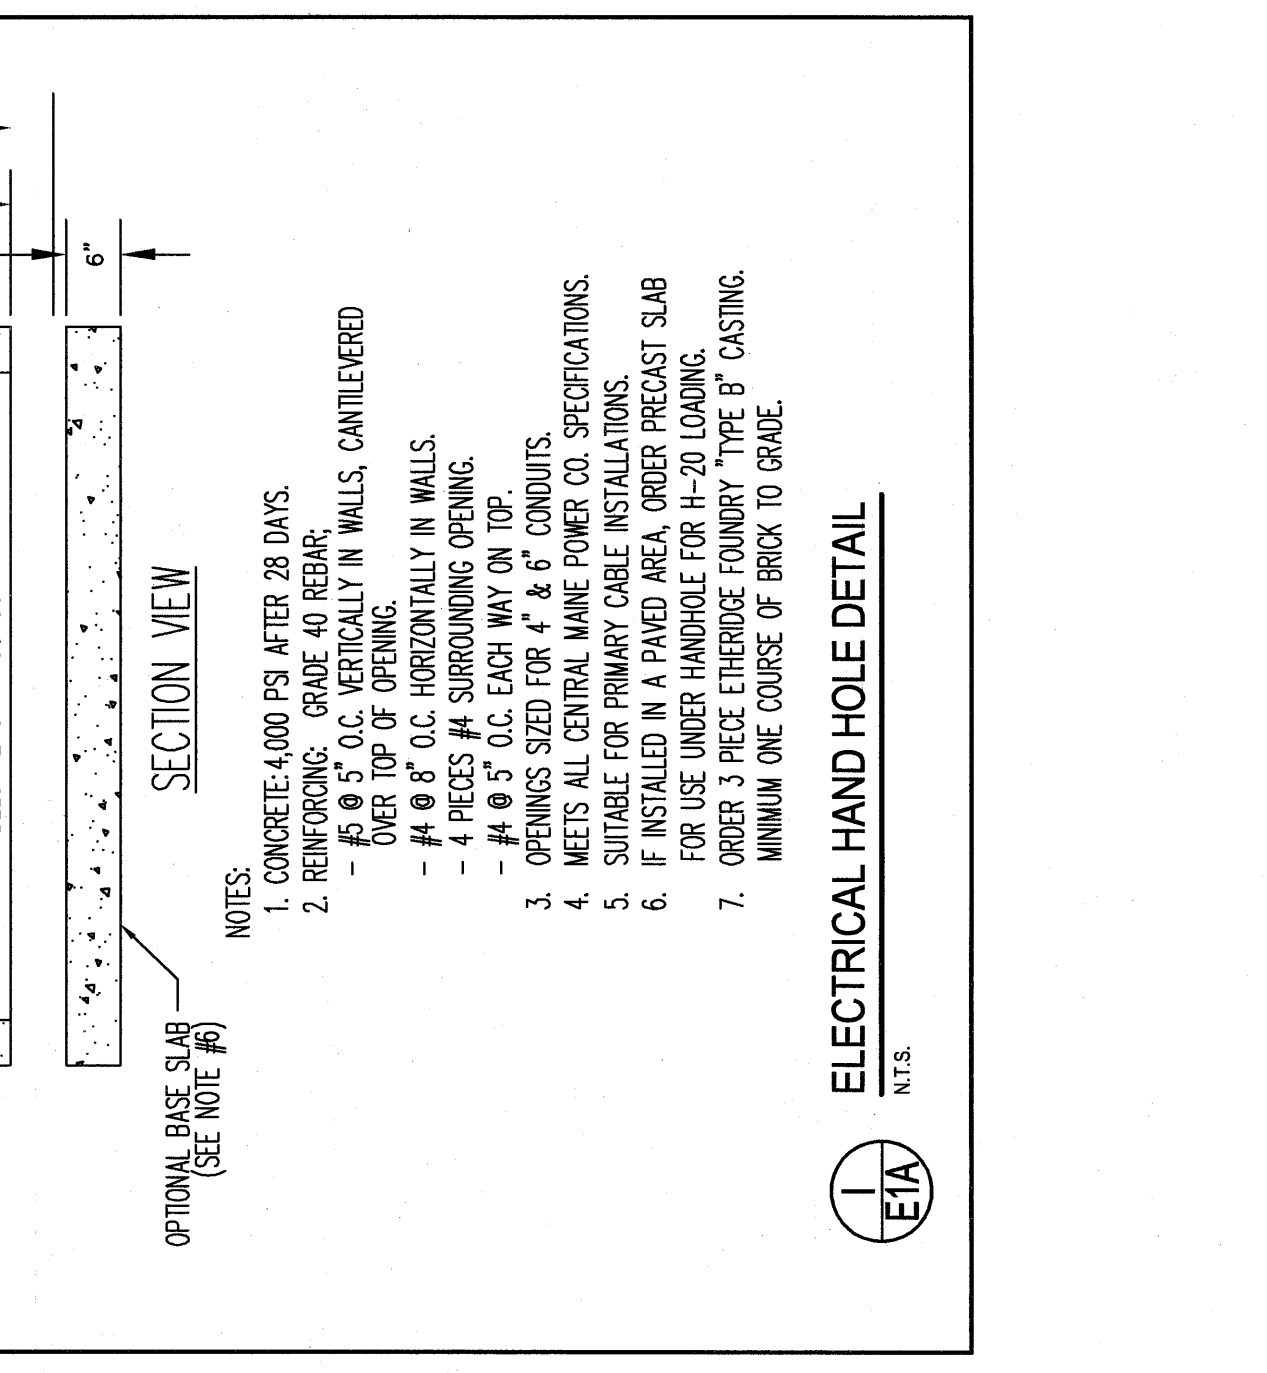 6"
OPTIONAL BASE SLAB
(SEE NOTE #6)
SECTION VIEW
NOTES:
1. CONCRETE: 4,000 PSI AFTER 28 DAYS.
2. REINFORCING: GRADE 40 REBAR;
- #5 @ 5" O.C. VERTICALLY IN WALLS, CANTILEVERED
OVER TOP OF OPENING.
- #4 @ 8" O.C. HORIZONTALLY IN WALLS.
- 4 PIECES #4 SURROUNDING OPENING.
- #4 @ 5" O.C. EACH WAY ON TOP.
3. OPENINGS SIZED FOR 4" & 6" CONDUITS.
4. MEETS ALL CENTRAL MAINE POWER CO. SPECIFICATIONS.
5. SUITABLE FOR PRIMARY CABLE INSTALLATIONS.
6. IF INSTALLED IN A PAVED AREA, ORDER PRECAST SLAB
FOR USE UNDER HANDHOLE FOR H-20 LOADING.
7. ORDER 3 PIECE ETHERIDGE FOUNDRY "TYPE B" CASTING.
MINIMUM ONE COURSE OF BRICK TO GRADE.
I
E1A
ELECTRICAL HAND HOLE DETAIL
N.T.S.